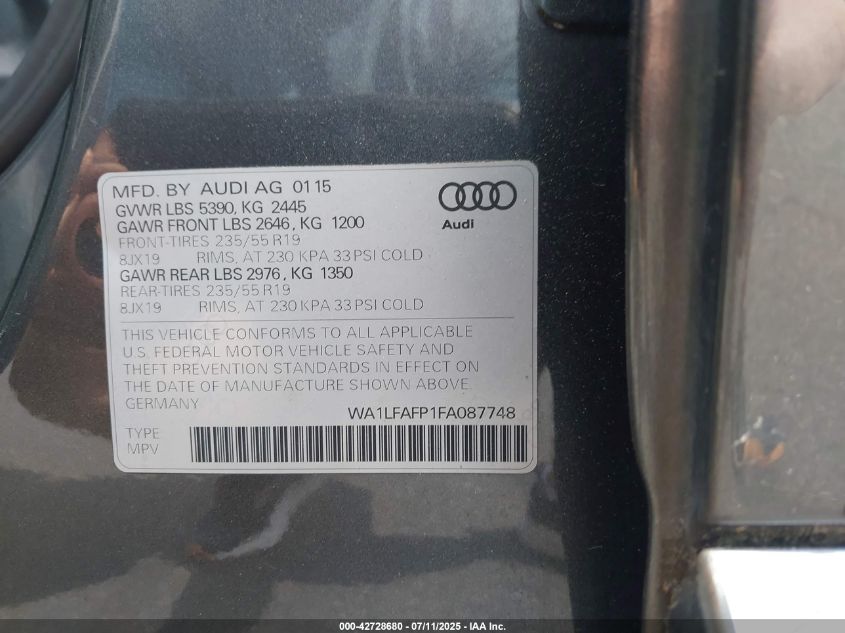 MFD. BY AUDI AG 0115
GVWR LBS 5390, KG 2445
GAWR FRONT LBS 2646, KG 1200
FRONT-TIRES 235/55 R19
8JX19 RIMS, AT 230 KPA 33 PSI COLD
GAWR REAR LBS 2976, KG 1350
REAR-TIRES 235/55 R19
8JX19 RIMS, AT 230 KPA 33 PSI COLD
Audi
THIS VEHICLE CONFORMS TO ALL APPLICABLE
U.S. FEDERAL MOTOR VEHICLE SAFETY AND
THEFT PREVENTION STANDARDS IN EFFECT ON
THE DATE OF MANUFACTURE SHOWN ABOVE.
GERMANY WA1LFAFP1FA087748
TYPE:
MPV
000-42728680 - 07/11/2025 - IAA Inc.